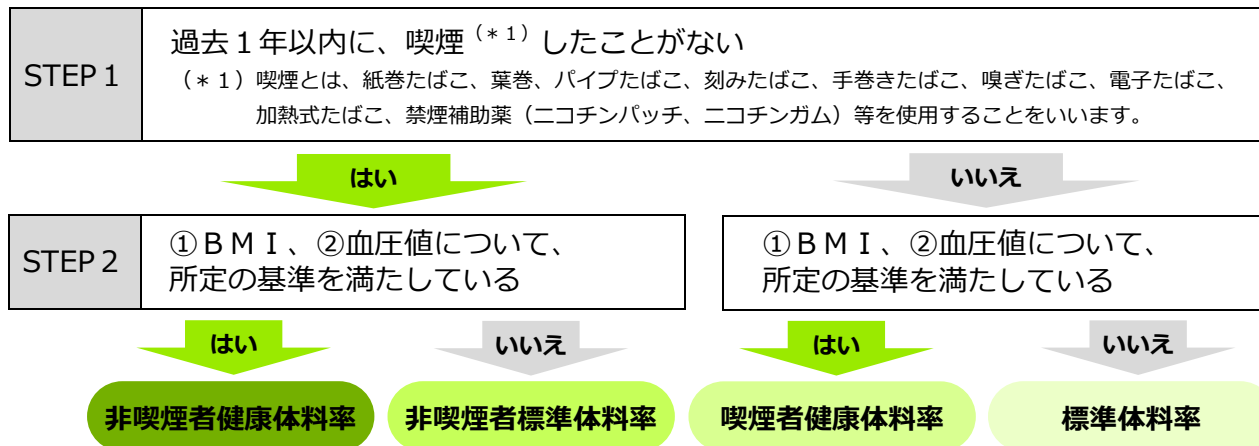 STEP1
過去1年以内に、喫煙(*1)したことがない
(*1)喫煙とは、紙巻たばこ、葉巻、パイプたばこ、刻みたばこ、手巻きたばこ、嗅ぎたばこ、電子たばこ、
加熱式たばこ、禁煙補助薬(ニコチンパッチ、ニコチンガム)等を使用することをいいます。
はい
いいえ
STEP2
①BMI、②血圧値について、
所定の基準を満たしている
①BMI、②血圧値について、
所定の基準を満たしている
はい
いいえ
はい
いいえ
非喫煙者健康体料率
非喫煙者標準体料率
喫煙者健康体料率
標準体料率